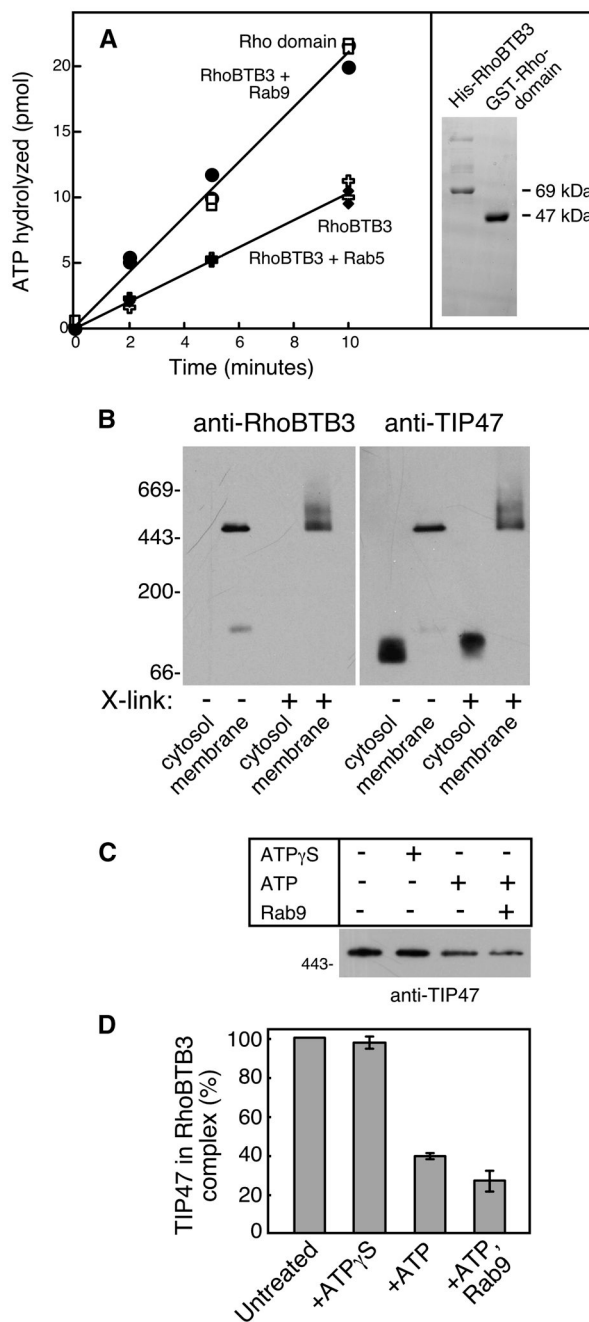 A
ATP hydrolyzed (pmol)
20
15
10
5
0
0
2
4
6
8
10
Time (minutes)
Rho domain
RhoBTB3 +
Rab9
RhoBTB3
RhoBTB3 + Rab5
His-RhoBTB3
GST-Rho-
domain
– 69 kDa
– 47 kDa
B
anti-RhoBTB3 anti-TIP47
669-
443-
200-
66-
X-link: - - + + - - + +
cytosol membrane cytosol membrane cytosol membrane cytosol membrane
C
ATPγS - + - -
ATP - - + +
Rab9 - - - +
443-
anti-TIP47
D
TIP47 in RhoBTB3
complex (%)
100
80
60
40
20
0
Untreated
+ATPγS
+ATP
+ATP,
Rab9